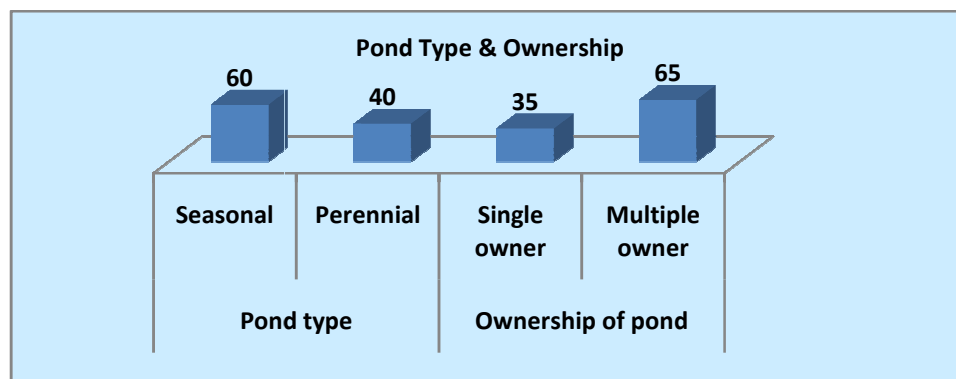 Pond Type & Ownership
60
40
35
65
Seasonal
Perennial
Single
owner
Multiple
owner
Pond type
Ownership of pond